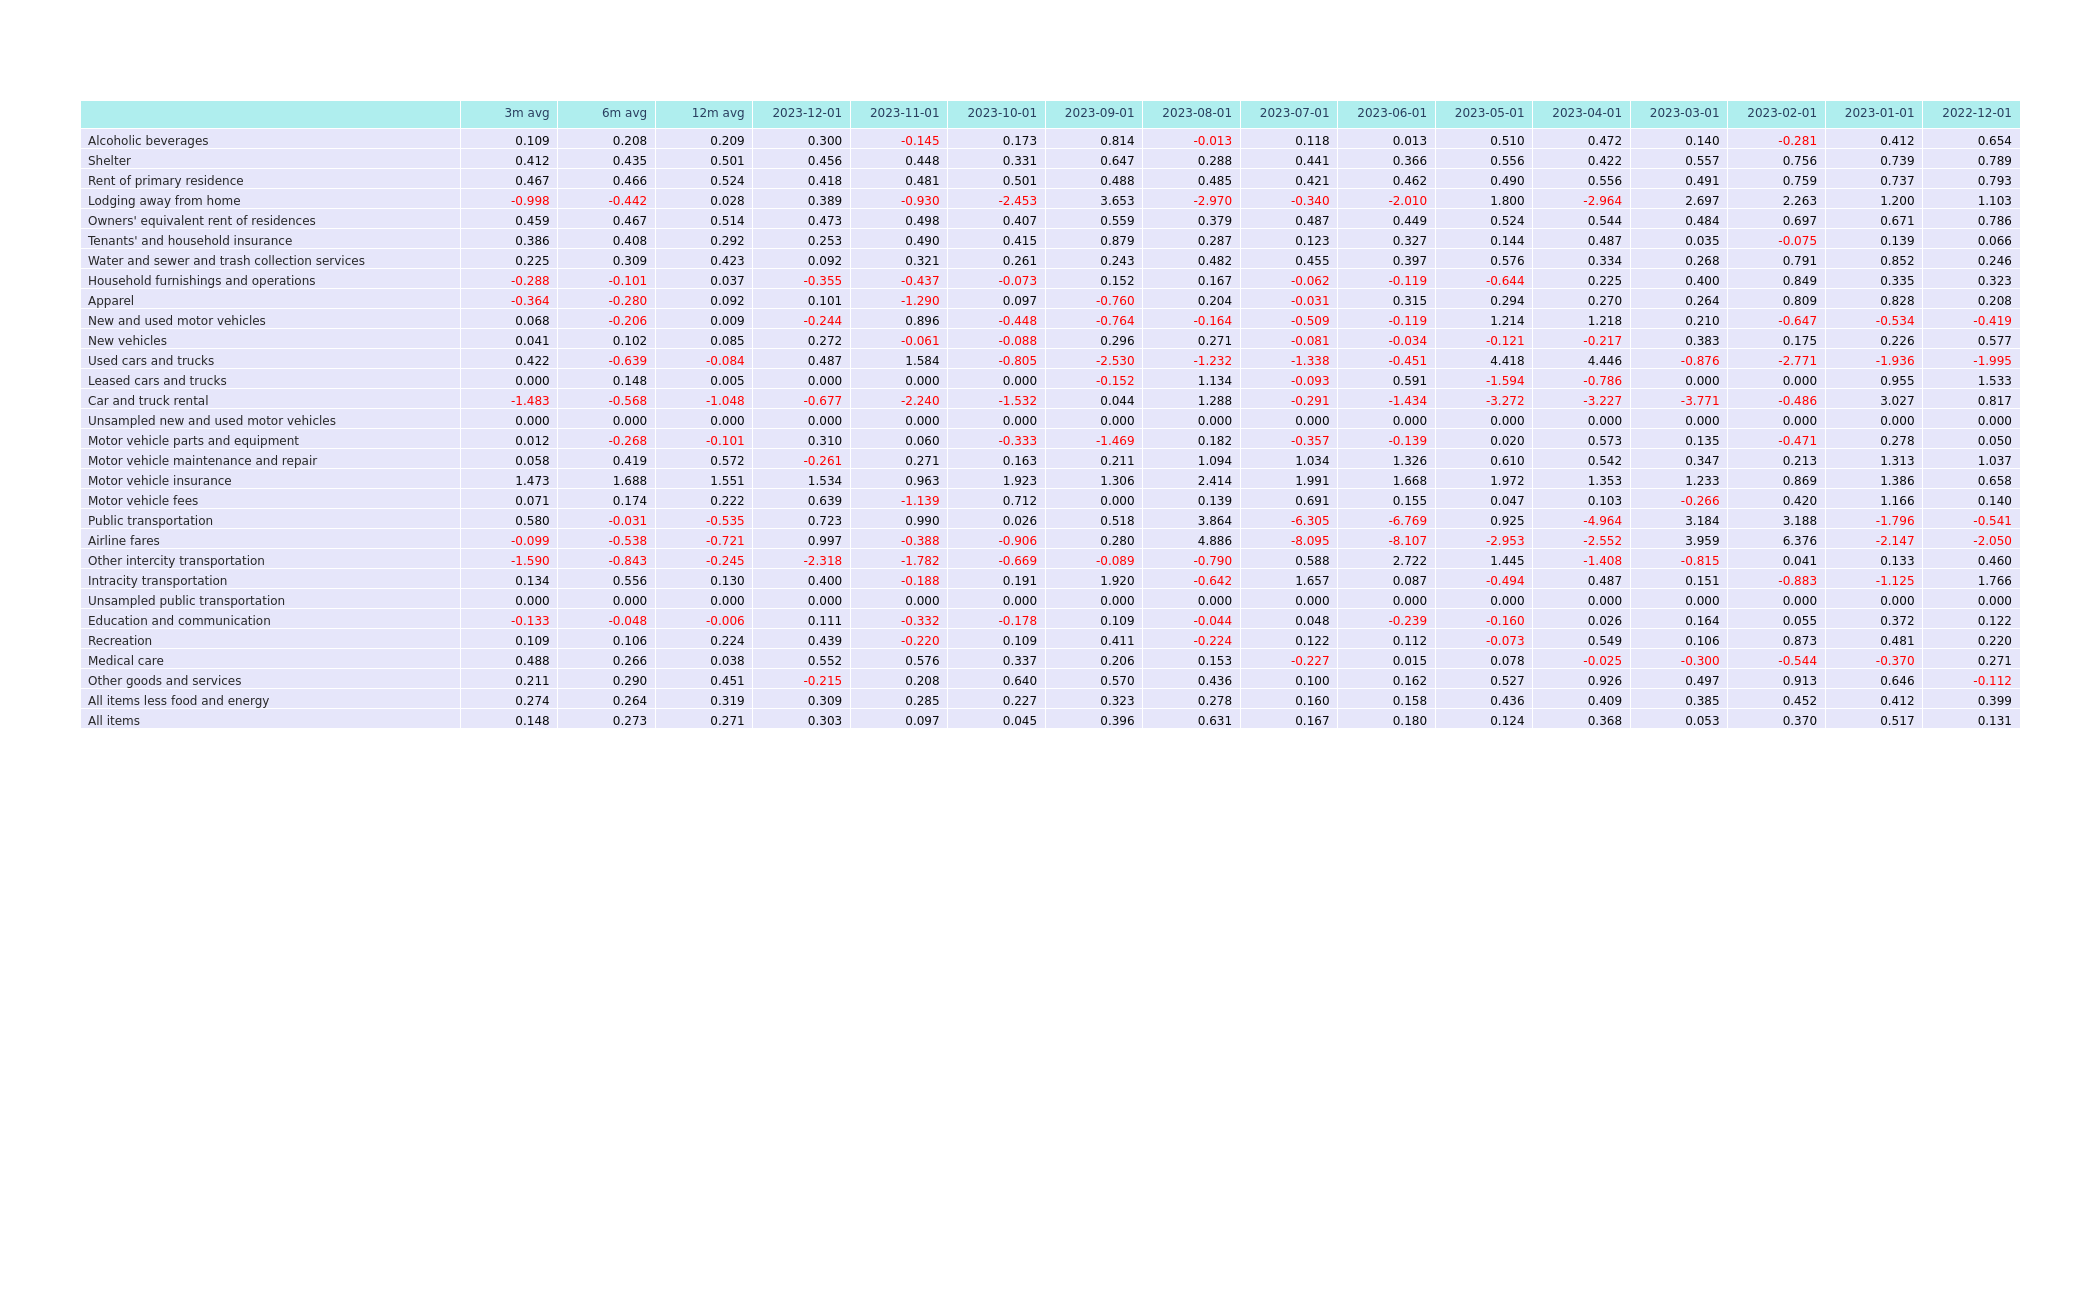 3m avg 6m avg 12m avg 2023-12-01 2023-11-01 2023-10-01 2023-09-01 2023-08-01 2023-07-01 2023-06-01 2023-05-01 2023-04-01 2023-03-01 2023-02-01 2023-01-01 2022-12-01
Alcoholic beverages 0.109 0.208 0.209 0.300 -0.145 0.173 0.814 -0.013 0.118 0.013 0.510 0.472 0.140 -0.281 0.412 0.654
Shelter 0.412 0.435 0.501 0.456 0.448 0.331 0.647 0.288 0.441 0.366 0.556 0.422 0.557 0.756 0.739 0.789
Rent of primary residence 0.467 0.466 0.524 0.418 0.481 0.501 0.488 0.485 0.421 0.462 0.490 0.556 0.491 0.759 0.737 0.793
Lodging away from home -0.998 -0.442 0.028 0.389 -0.930 -2.453 3.653 -2.970 -0.340 -2.010 1.800 -2.964 2.697 2.263 1.200 1.103
Owners' equivalent rent of residences 0.459 0.467 0.514 0.473 0.498 0.407 0.559 0.379 0.487 0.449 0.524 0.544 0.484 0.697 0.671 0.786
Tenants' and household insurance 0.386 0.408 0.292 0.253 0.490 0.415 0.879 0.287 0.123 0.327 0.144 0.487 0.035 -0.075 0.139 0.066
Water and sewer and trash collection services 0.225 0.309 0.423 0.092 0.321 0.261 0.243 0.482 0.455 0.397 0.576 0.334 0.268 0.791 0.852 0.246
Household furnishings and operations -0.288 -0.101 0.037 -0.355 -0.437 -0.073 0.152 0.167 -0.062 -0.119 -0.644 0.225 0.400 0.849 0.335 0.323
Apparel -0.364 -0.280 0.092 0.101 -1.290 0.097 -0.760 0.204 -0.031 0.315 0.294 0.270 0.264 0.809 0.828 0.208
New and used motor vehicles 0.068 -0.206 0.009 -0.244 0.896 -0.448 -0.764 -0.164 -0.509 -0.119 1.214 1.218 0.210 -0.647 -0.534 -0.419
New vehicles 0.041 0.102 0.085 0.272 -0.061 -0.088 0.296 0.271 -0.081 -0.034 -0.121 -0.217 0.383 0.175 0.226 0.577
Used cars and trucks 0.422 -0.639 -0.084 0.487 1.584 -0.805 -2.530 -1.232 -1.338 -0.451 4.418 4.446 -0.876 -2.771 -1.936 -1.995
Leased cars and trucks 0.000 0.148 0.005 0.000 0.000 0.000 -0.152 1.134 -0.093 0.591 -1.594 -0.786 0.000 0.000 0.955 1.533
Car and truck rental -1.483 -0.568 -1.048 -0.677 -2.240 -1.532 0.044 1.288 -0.291 -1.434 -3.272 -3.227 -3.771 -0.486 3.027 0.817
Unsampled new and used motor vehicles 0.000 0.000 0.000 0.000 0.000 0.000 0.000 0.000 0.000 0.000 0.000 0.000 0.000 0.000 0.000 0.000
Motor vehicle parts and equipment 0.012 -0.268 -0.101 0.310 0.060 -0.333 -1.469 0.182 -0.357 -0.139 0.020 0.573 0.135 -0.471 0.278 0.050
Motor vehicle maintenance and repair 0.058 0.419 0.572 -0.261 0.271 0.163 0.211 1.094 1.034 1.326 0.610 0.542 0.347 0.213 1.313 1.037
Motor vehicle insurance 1.473 1.688 1.551 1.534 0.963 1.923 1.306 2.414 1.991 1.668 1.972 1.353 1.233 0.869 1.386 0.658
Motor vehicle fees 0.071 0.174 0.222 0.639 -1.139 0.712 0.000 0.139 0.691 0.155 0.047 0.103 -0.266 0.420 1.166 0.140
Public transportation 0.580 -0.031 -0.535 0.723 0.990 0.026 0.518 3.864 -6.305 -6.769 0.925 -4.964 3.184 3.188 -1.796 -0.541
Airline fares -0.099 -0.538 -0.721 0.997 -0.388 -0.906 0.280 4.886 -8.095 -8.107 -2.953 -2.552 3.959 6.376 -2.147 -2.050
Other intercity transportation -1.590 -0.843 -0.245 -2.318 -1.782 -0.669 -0.089 -0.790 0.588 2.722 1.445 -1.408 -0.815 0.041 0.133 0.460
Intracity transportation 0.134 0.556 0.130 0.400 -0.188 0.191 1.920 -0.642 1.657 0.087 -0.494 0.487 0.151 -0.883 -1.125 1.766
Unsampled public transportation 0.000 0.000 0.000 0.000 0.000 0.000 0.000 0.000 0.000 0.000 0.000 0.000 0.000 0.000 0.000 0.000
Education and communication -0.133 -0.048 -0.006 0.111 -0.332 -0.178 0.109 -0.044 0.048 -0.239 -0.160 0.026 0.164 0.055 0.372 0.122
Recreation 0.109 0.106 0.224 0.439 -0.220 0.109 0.411 -0.224 0.122 0.112 -0.073 0.549 0.106 0.873 0.481 0.220
Medical care 0.488 0.266 0.038 0.552 0.576 0.337 0.206 0.153 -0.227 0.015 0.078 -0.025 -0.300 -0.544 -0.370 0.271
Other goods and services 0.211 0.290 0.451 -0.215 0.208 0.640 0.570 0.436 0.100 0.162 0.527 0.926 0.497 0.913 0.646 -0.112
All items less food and energy 0.274 0.264 0.319 0.309 0.285 0.227 0.323 0.278 0.160 0.158 0.436 0.409 0.385 0.452 0.412 0.399
All items 0.148 0.273 0.271 0.303 0.097 0.045 0.396 0.631 0.167 0.180 0.124 0.368 0.053 0.370 0.517 0.131